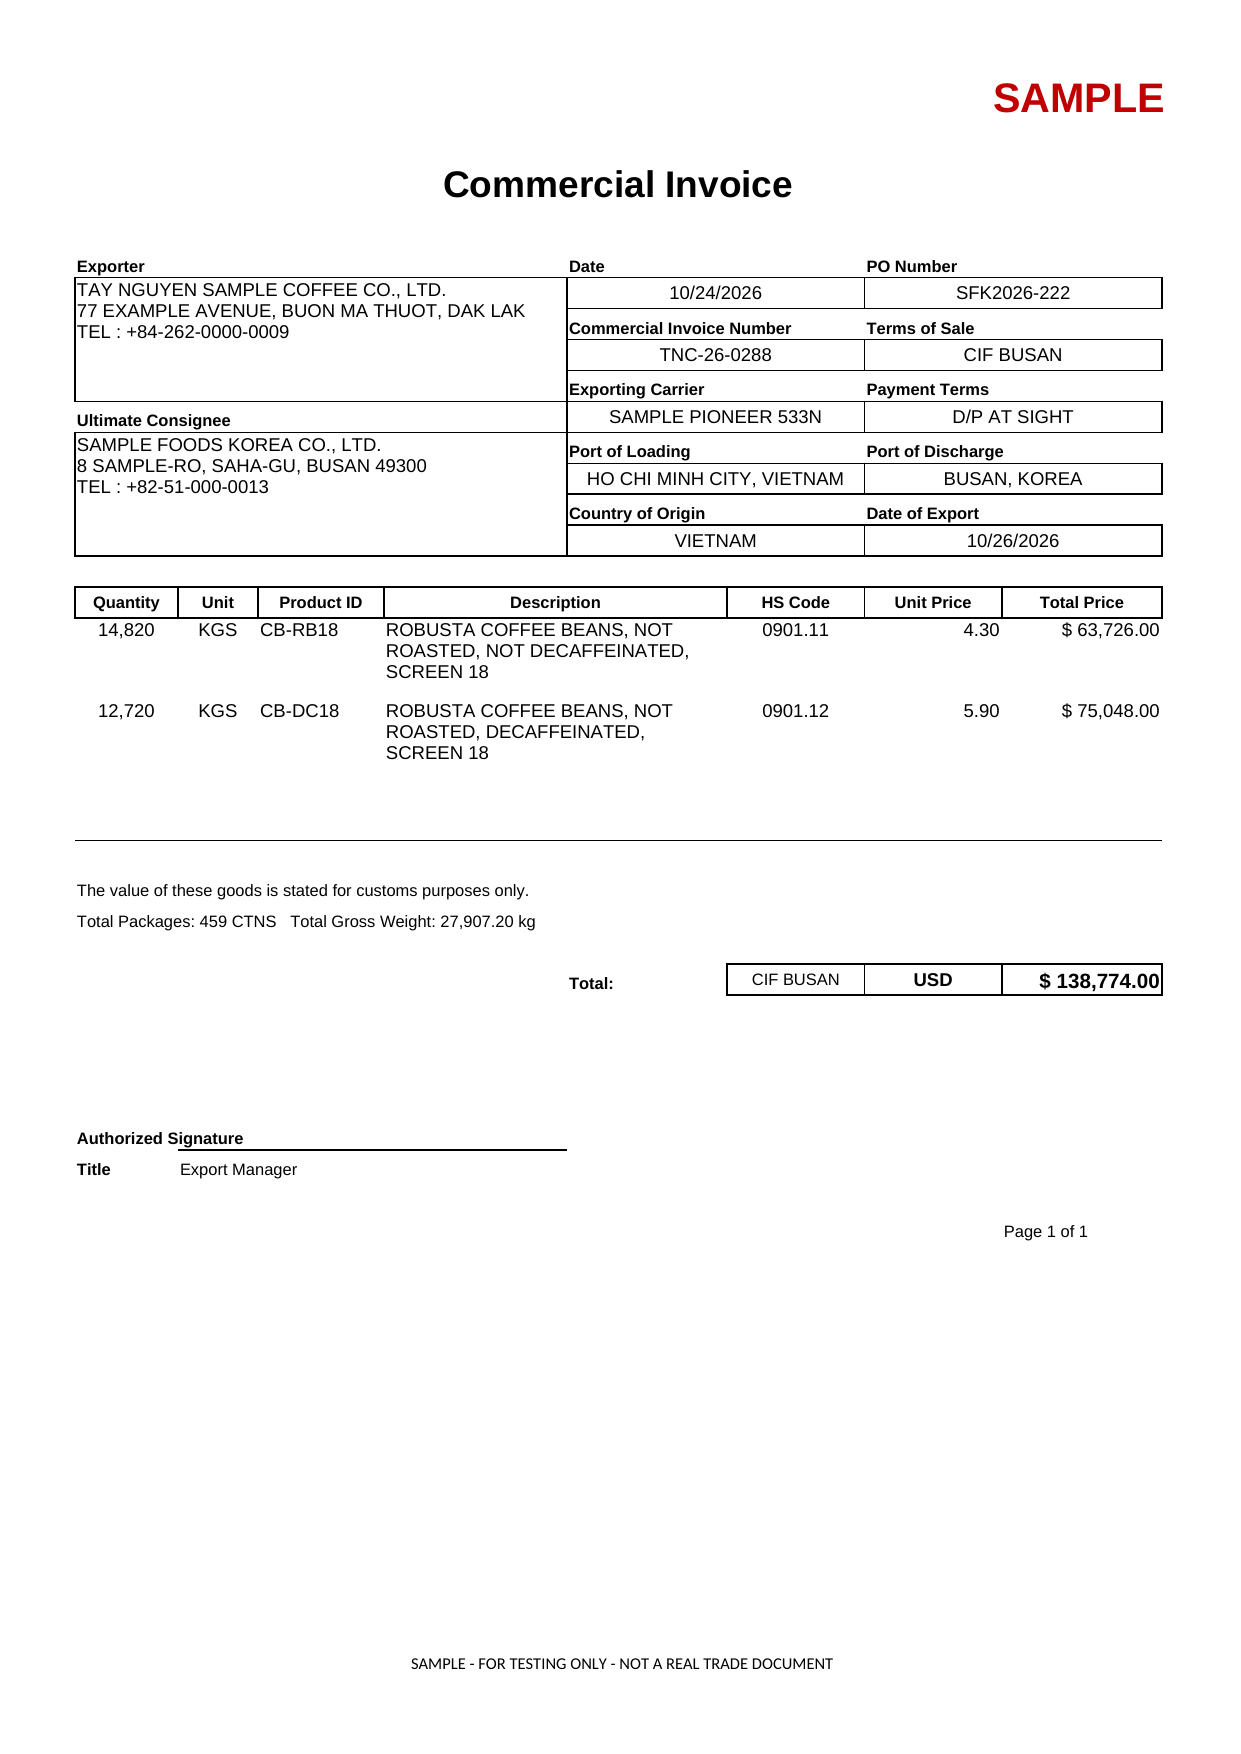 SAMPLE
Commercial Invoice
Exporter
TAY NGUYEN SAMPLE COFFEE CO., LTD.
77 EXAMPLE AVENUE, BUON MA THUOT, DAK LAK
TEL : +84-262-0000-0009
Ultimate Consignee
SAMPLE FOODS KOREA CO., LTD.
8 SAMPLE-RO, SAHA-GU, BUSAN 49300
TEL : +82-51-000-0013
Date PO Number
10/24/2026 SFK2026-222
Commercial Invoice Number Terms of Sale
TNC-26-0288 CIF BUSAN
Exporting Carrier Payment Terms
SAMPLE PIONEER 533N D/P AT SIGHT
Port of Loading Port of Discharge
HO CHI MINH CITY, VIETNAM BUSAN, KOREA
Country of Origin Date of Export
VIETNAM 10/26/2026
Quantity Unit Product ID Description HS Code Unit Price Total Price
14,820 KGS CB-RB18 ROBUSTA COFFEE BEANS, NOT 0901.11 4.30 $ 63,726.00
ROASTED, NOT DECAFFEINATED,
SCREEN 18
12,720 KGS CB-DC18 ROBUSTA COFFEE BEANS, NOT 0901.12 5.90 $ 75,048.00
ROASTED, DECAFFEINATED,
SCREEN 18
The value of these goods is stated for customs purposes only.
Total Packages: 459 CTNS Total Gross Weight: 27,907.20 kg
Total: CIF BUSAN USD $ 138,774.00
Authorized Signature
Title Export Manager
Page 1 of 1
SAMPLE - FOR TESTING ONLY - NOT A REAL TRADE DOCUMENT